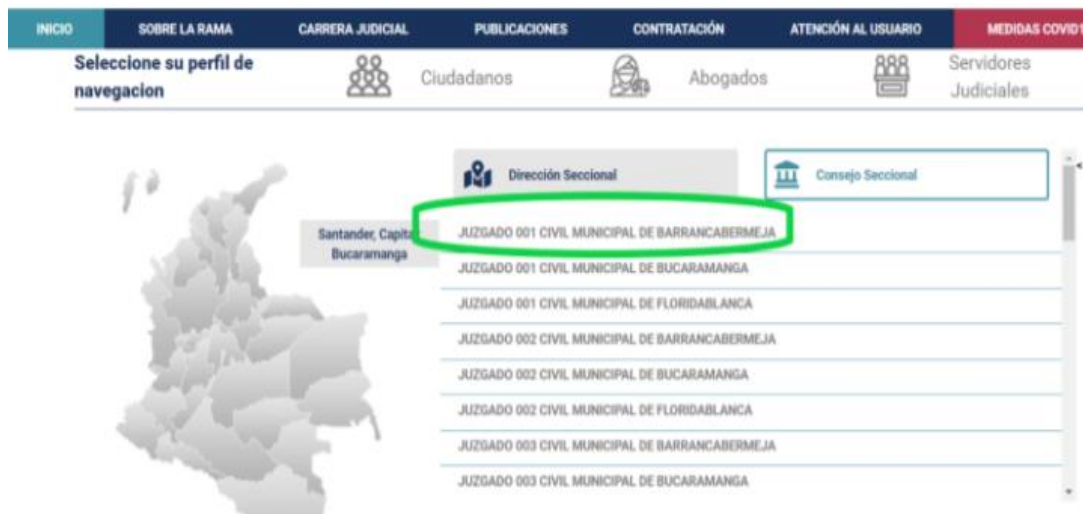 INICIO SOBRE LA RAMA CARRERA JUDICIAL PUBLICACIONES CONTRATACIÓN ATENCIÓN AL USUARIO MEDIDAS COVID1
Seleccione su perfil de
navegacion
Ciudadanos
Abogados
Servidores
Judiciales
Dirección Seccional
Consejo Seccional
Santander, Capita
Bucaramanga
JUZGADO 001 CIVIL MUNICIPAL DE BARRANCABERMEJA
JUZGADO 001 CIVIL MUNICIPAL DE BUCARAMANGA
JUZGADO 001 CIVIL MUNICIPAL DE FLORIDABLANCA
JUZGADO 002 CIVIL MUNICIPAL DE BARRANCABERMEJA
JUZGADO 002 CIVIL MUNICIPAL DE BUCARAMANGA
JUZGADO 002 CIVIL MUNICIPAL DE FLORIDABLANCA
JUZGADO 003 CIVIL MUNICIPAL DE BARRANCABERMEJA
JUZGADO 003 CIVIL MUNICIPAL DE BUCARAMANGA